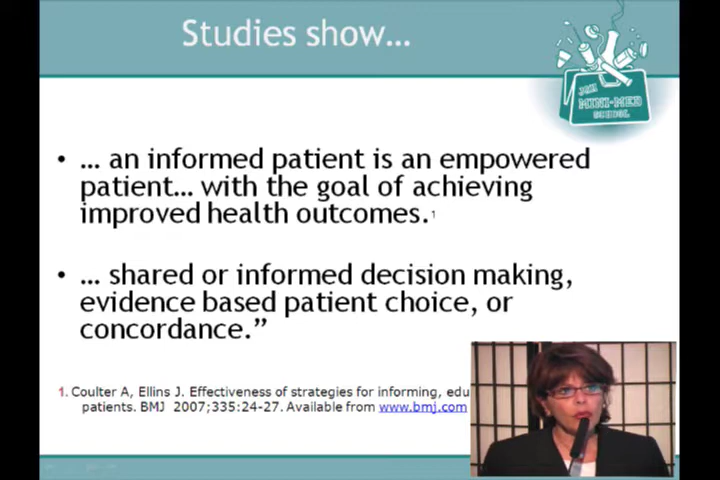 Studies show...
JGH
MINI-MED
SCHOOL
• ... an informed patient is an empowered
patient... with the goal of achieving
improved health outcomes.1
• ... shared or informed decision making,
evidence based patient choice, or
concordance.”
1. Coulter A, Ellins J. Effectiveness of strategies for informing, edu
patients. BMJ 2007;335:24-27. Available from www.bmj.com